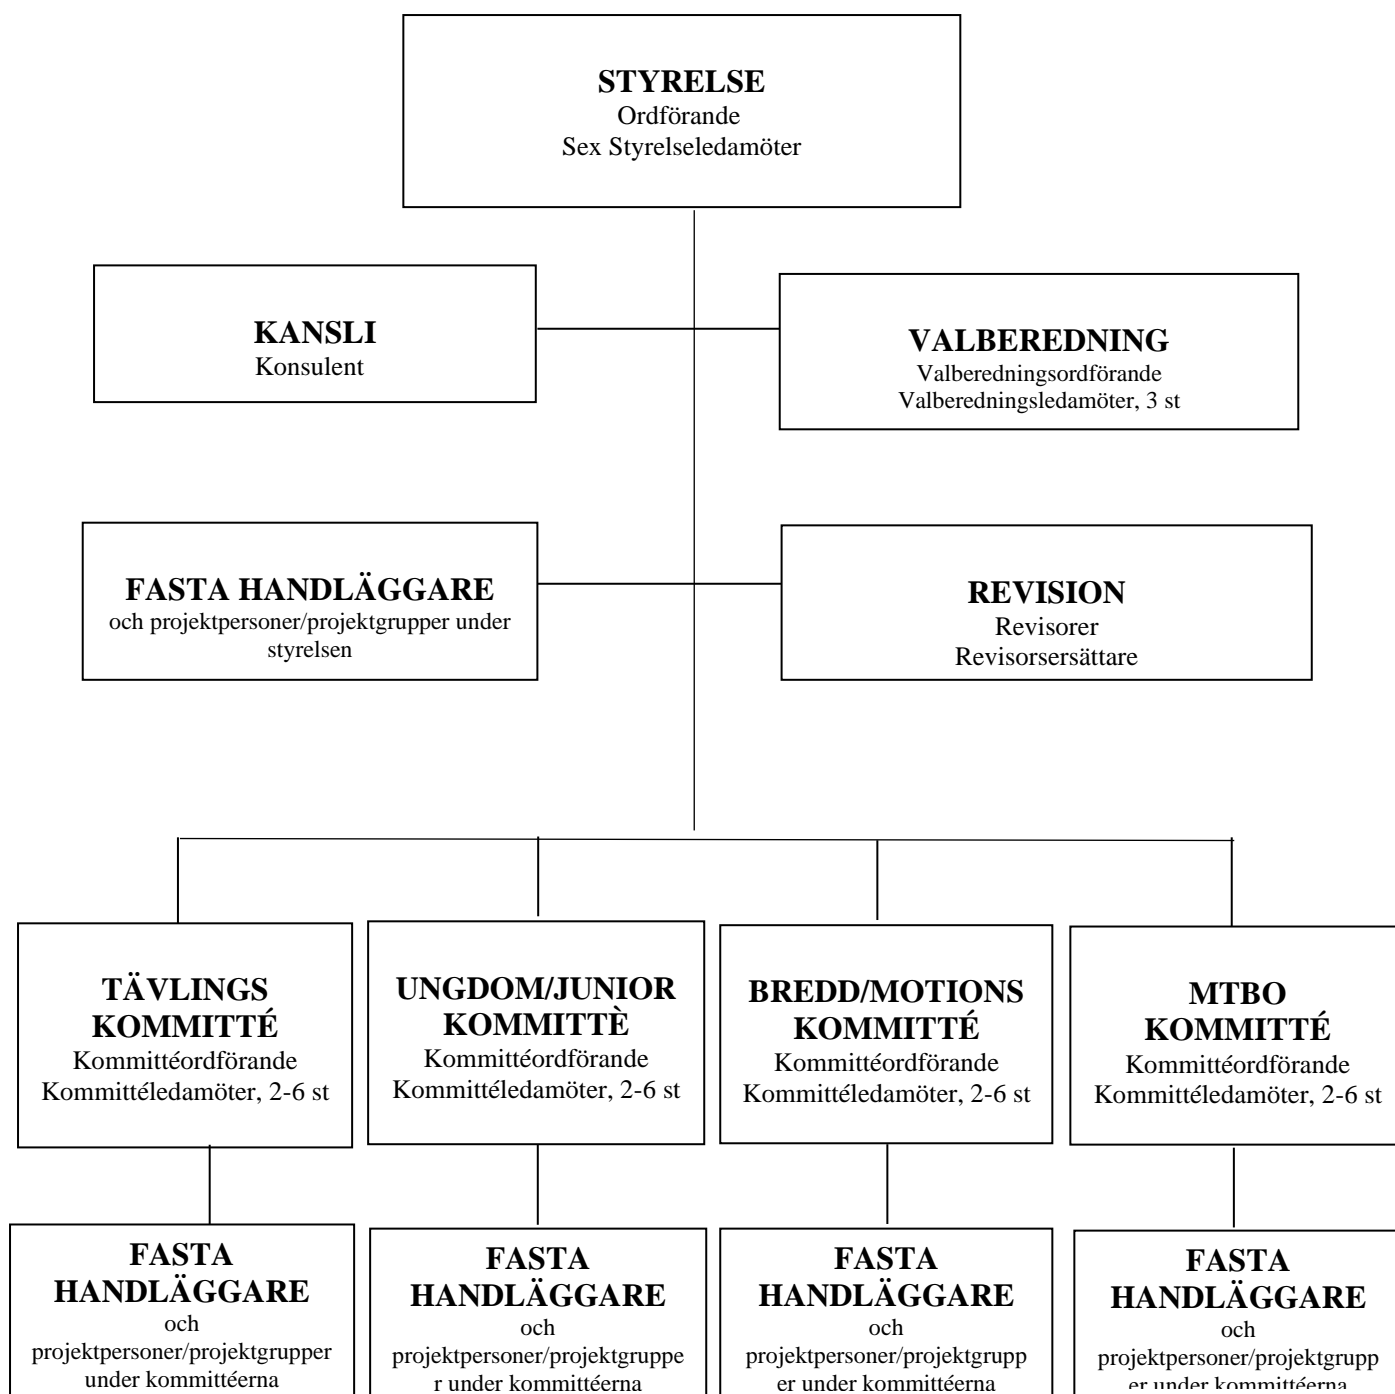 STYRELSE
Ordförande
Sex Styrelseledamöter
KANSLI
Konsulent
VALBEREDNING
Valberedningsordförande
Valberedningsledamöter, 3 st
FASTA HANDLÄGGARE
och projektpersoner/projektgrupper under
styrelsen
REVISION
Revisorer
Revisorsersättare
TÄVLINGS
KOMMITTÉ
Kommittéordförande
Kommittéledamöter, 2-6 st
UNGDOM/JUNIOR
KOMMITTÈ
Kommittéordförande
Kommittéledamöter, 2-6 st
BREDD/MOTIONS
KOMMITTÉ
Kommittéordförande
Kommittéledamöter, 2-6 st
MTBO
KOMMITTÉ
Kommittéordförande
Kommittéledamöter, 2-6 st
FASTA
HANDLÄGGARE
och
projektpersoner/projektgrupper
under kommittéerna
FASTA
HANDLÄGGARE
och
projektpersoner/projektgruppe
r under kommittéerna
FASTA
HANDLÄGGARE
och
projektpersoner/projektgrupp
er under kommittéerna
FASTA
HANDLÄGGARE
och
projektpersoner/projektgrupp
er under kommittéerna